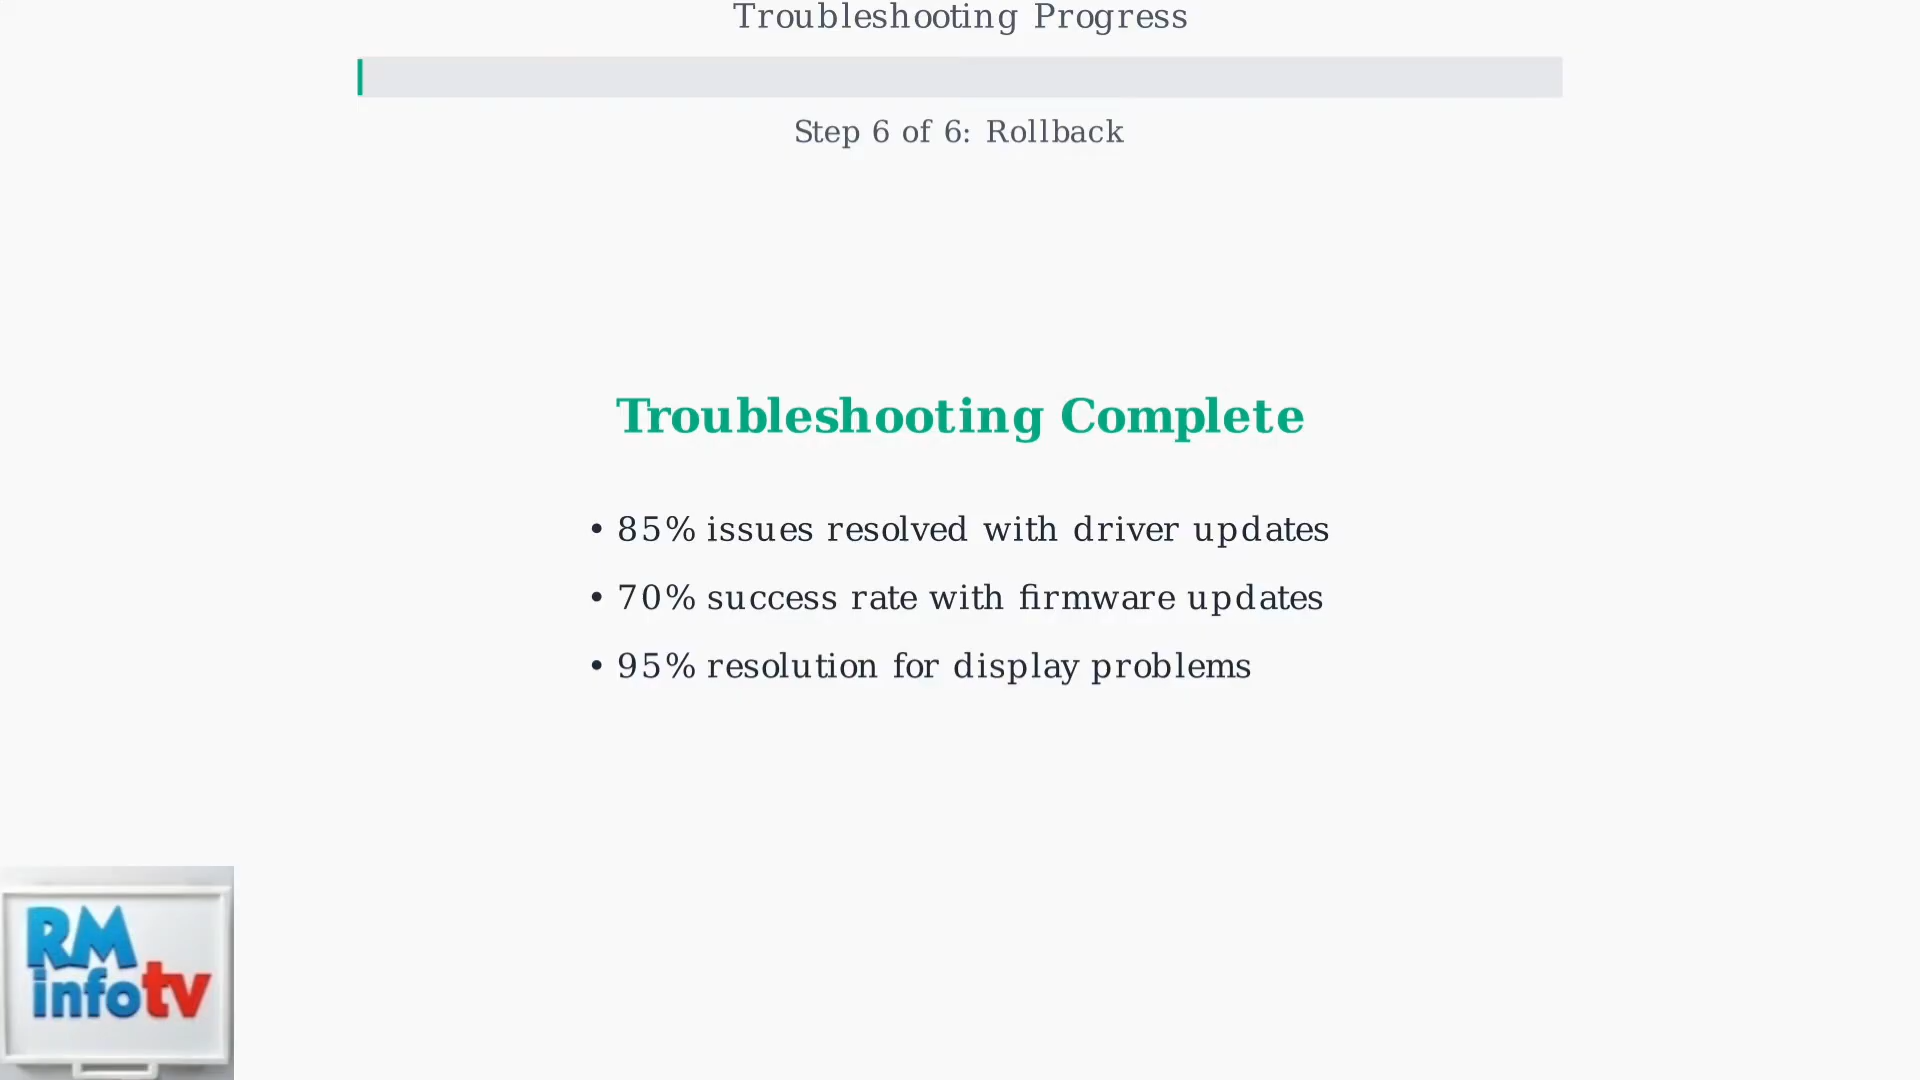 Troubleshooting Progress
Step 6 of 6: Rollback
Troubleshooting Complete
• 85% issues resolved with driver updates
• 70% success rate with firmware updates
• 95% resolution for display problems
RM
infotv